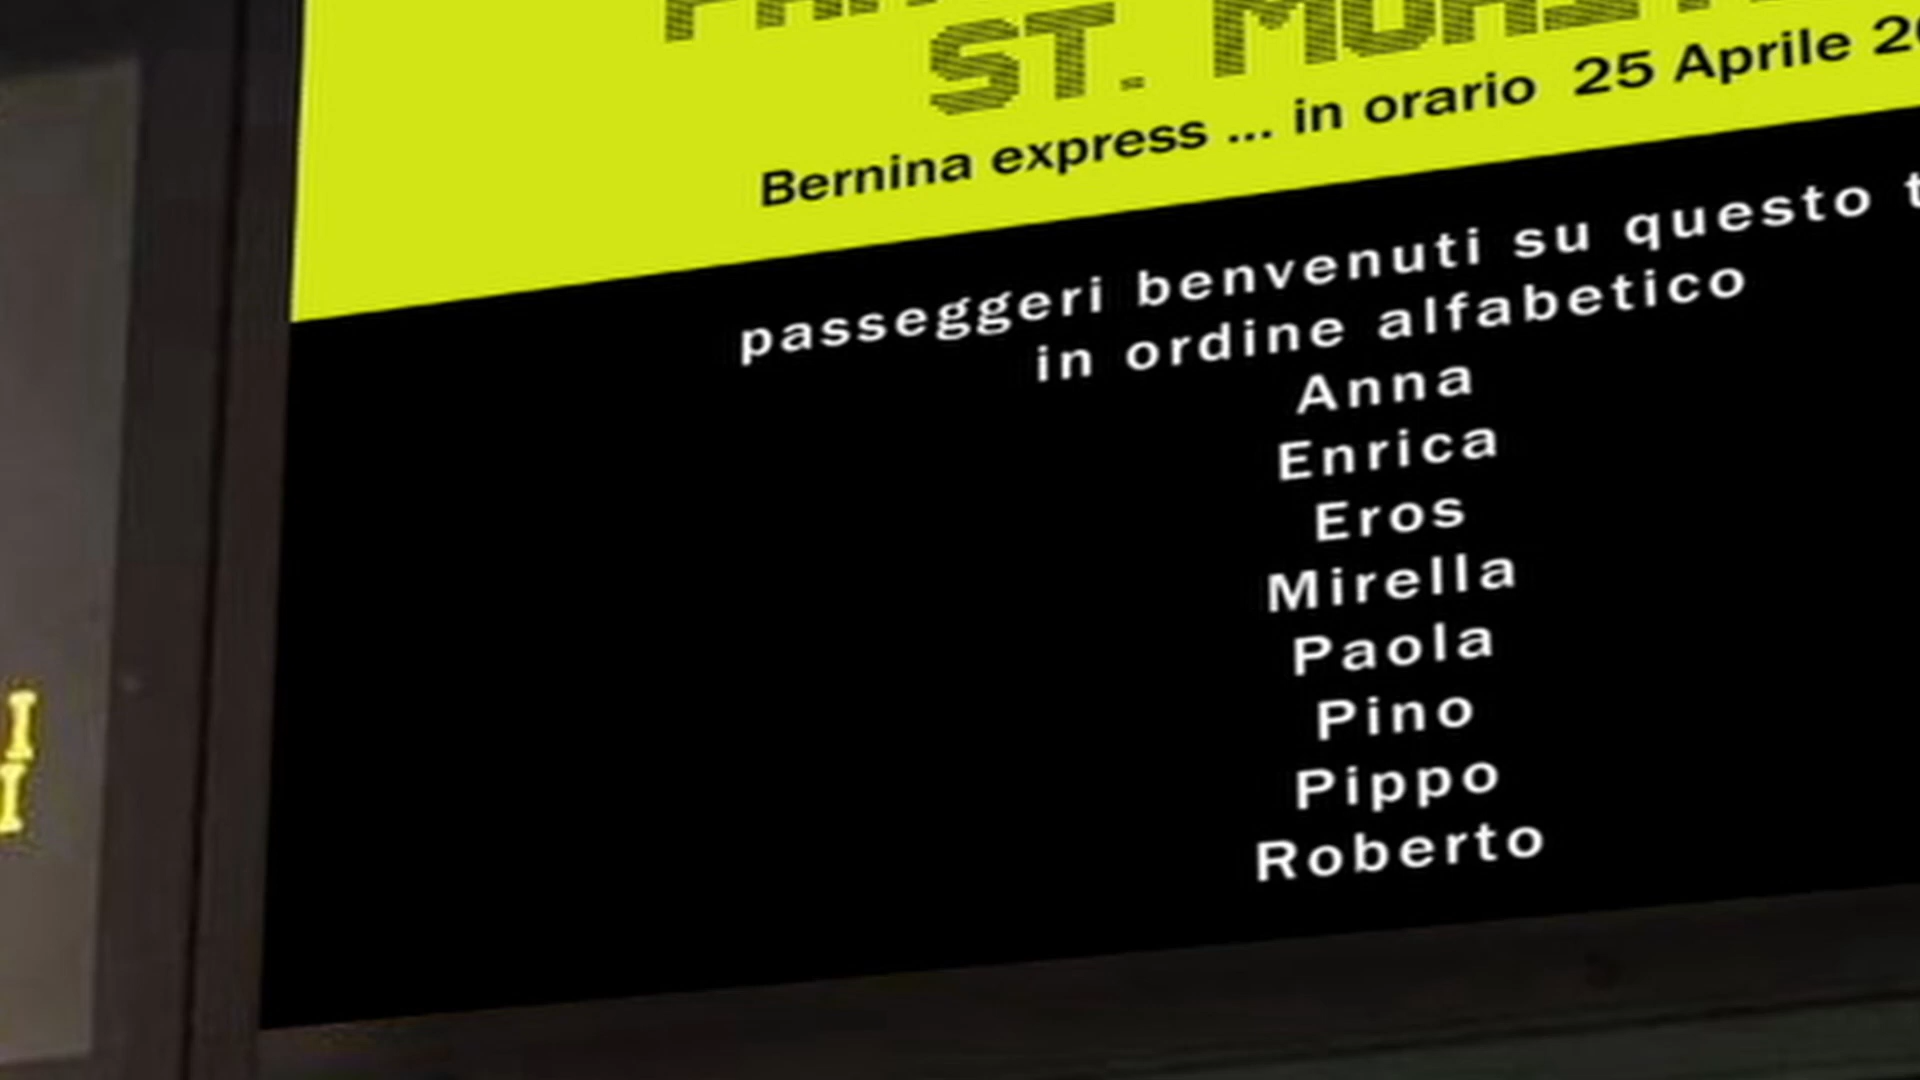 ST.
Bernina express ... in orario 25 Aprile
passeggeri benvenuti su questo
in ordine alfabetico
Anna
Enrica
Eros
Mirella
Paola
Pino
Pippo
Roberto